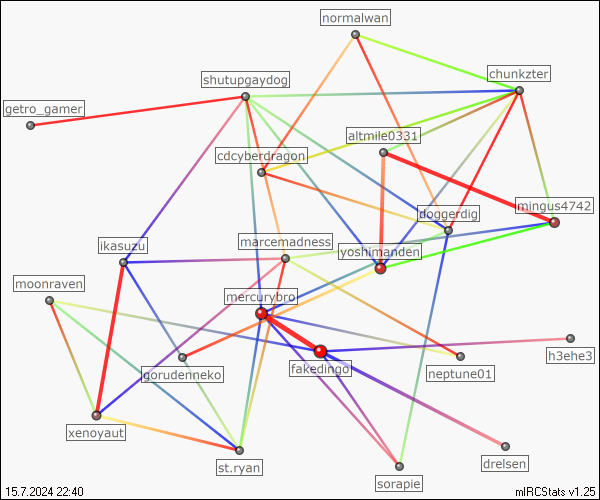 normalwan
chunkzter
shutupgaydog
getro_gamer
altmile0331
cdcyberdragon
mingus4742
doggerdig
ikasuzu
marcemadness
yoshimanden
moonraven
mercurybro
h3ehe3
fakedingo
neptune01
gorudenneko
xenoyaut
drelsen
st.ryan
sorapie
15.7.2024 22:40
mIRCStats v1.25